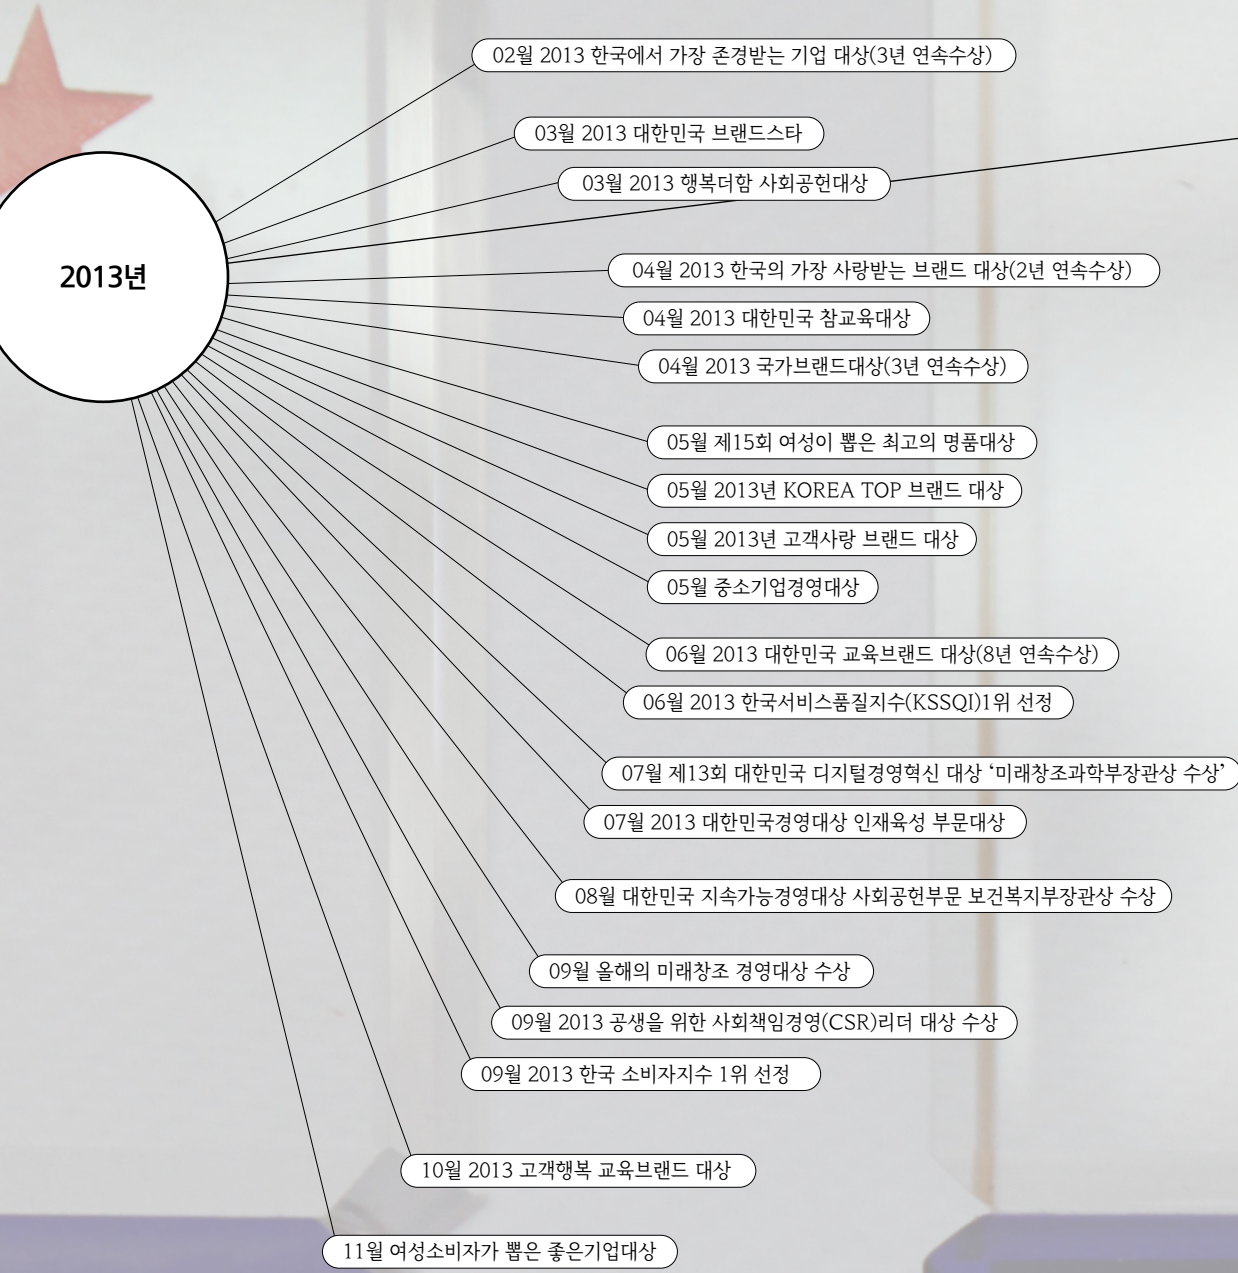 2013년
02월 2013 한국에서 가장 존경받는 기업 대상(3년 연속수상)
03월 2013 대한민국 브랜드스타
03월 2013 행복더함 사회공헌대상
04월 2013 한국의 가장 사랑받는 브랜드 대상(2년 연속수상)
04월 2013 대한민국 참교육대상
04월 2013 국가브랜드대상(3년 연속수상)
05월 제15회 여성이 뽑은 최고의 명품대상
05월 2013년 KOREA TOP 브랜드 대상
05월 2013년 고객사랑 브랜드 대상
05월 중소기업경영대상
06월 2013 대한민국 교육브랜드 대상(8년 연속수상)
06월 2013 한국서비스품질지수(KSSQI)1위 선정
07월 제13회 대한민국 디지털경영혁신 대상 ‘미래창조과학부장관상 수상’
07월 2013 대한민국경영대상 인재육성 부문대상
08월 대한민국 지속가능경영대상 사회공헌부문 보건복지부장관상 수상
09월 올해의 미래창조 경영대상 수상
09월 2013 공생을 위한 사회책임경영(CSR)리더 대상 수상
09월 2013 한국 소비자지수 1위 선정
10월 2013 고객행복 교육브랜드 대상
11월 여성소비자가 뽑은 좋은기업대상